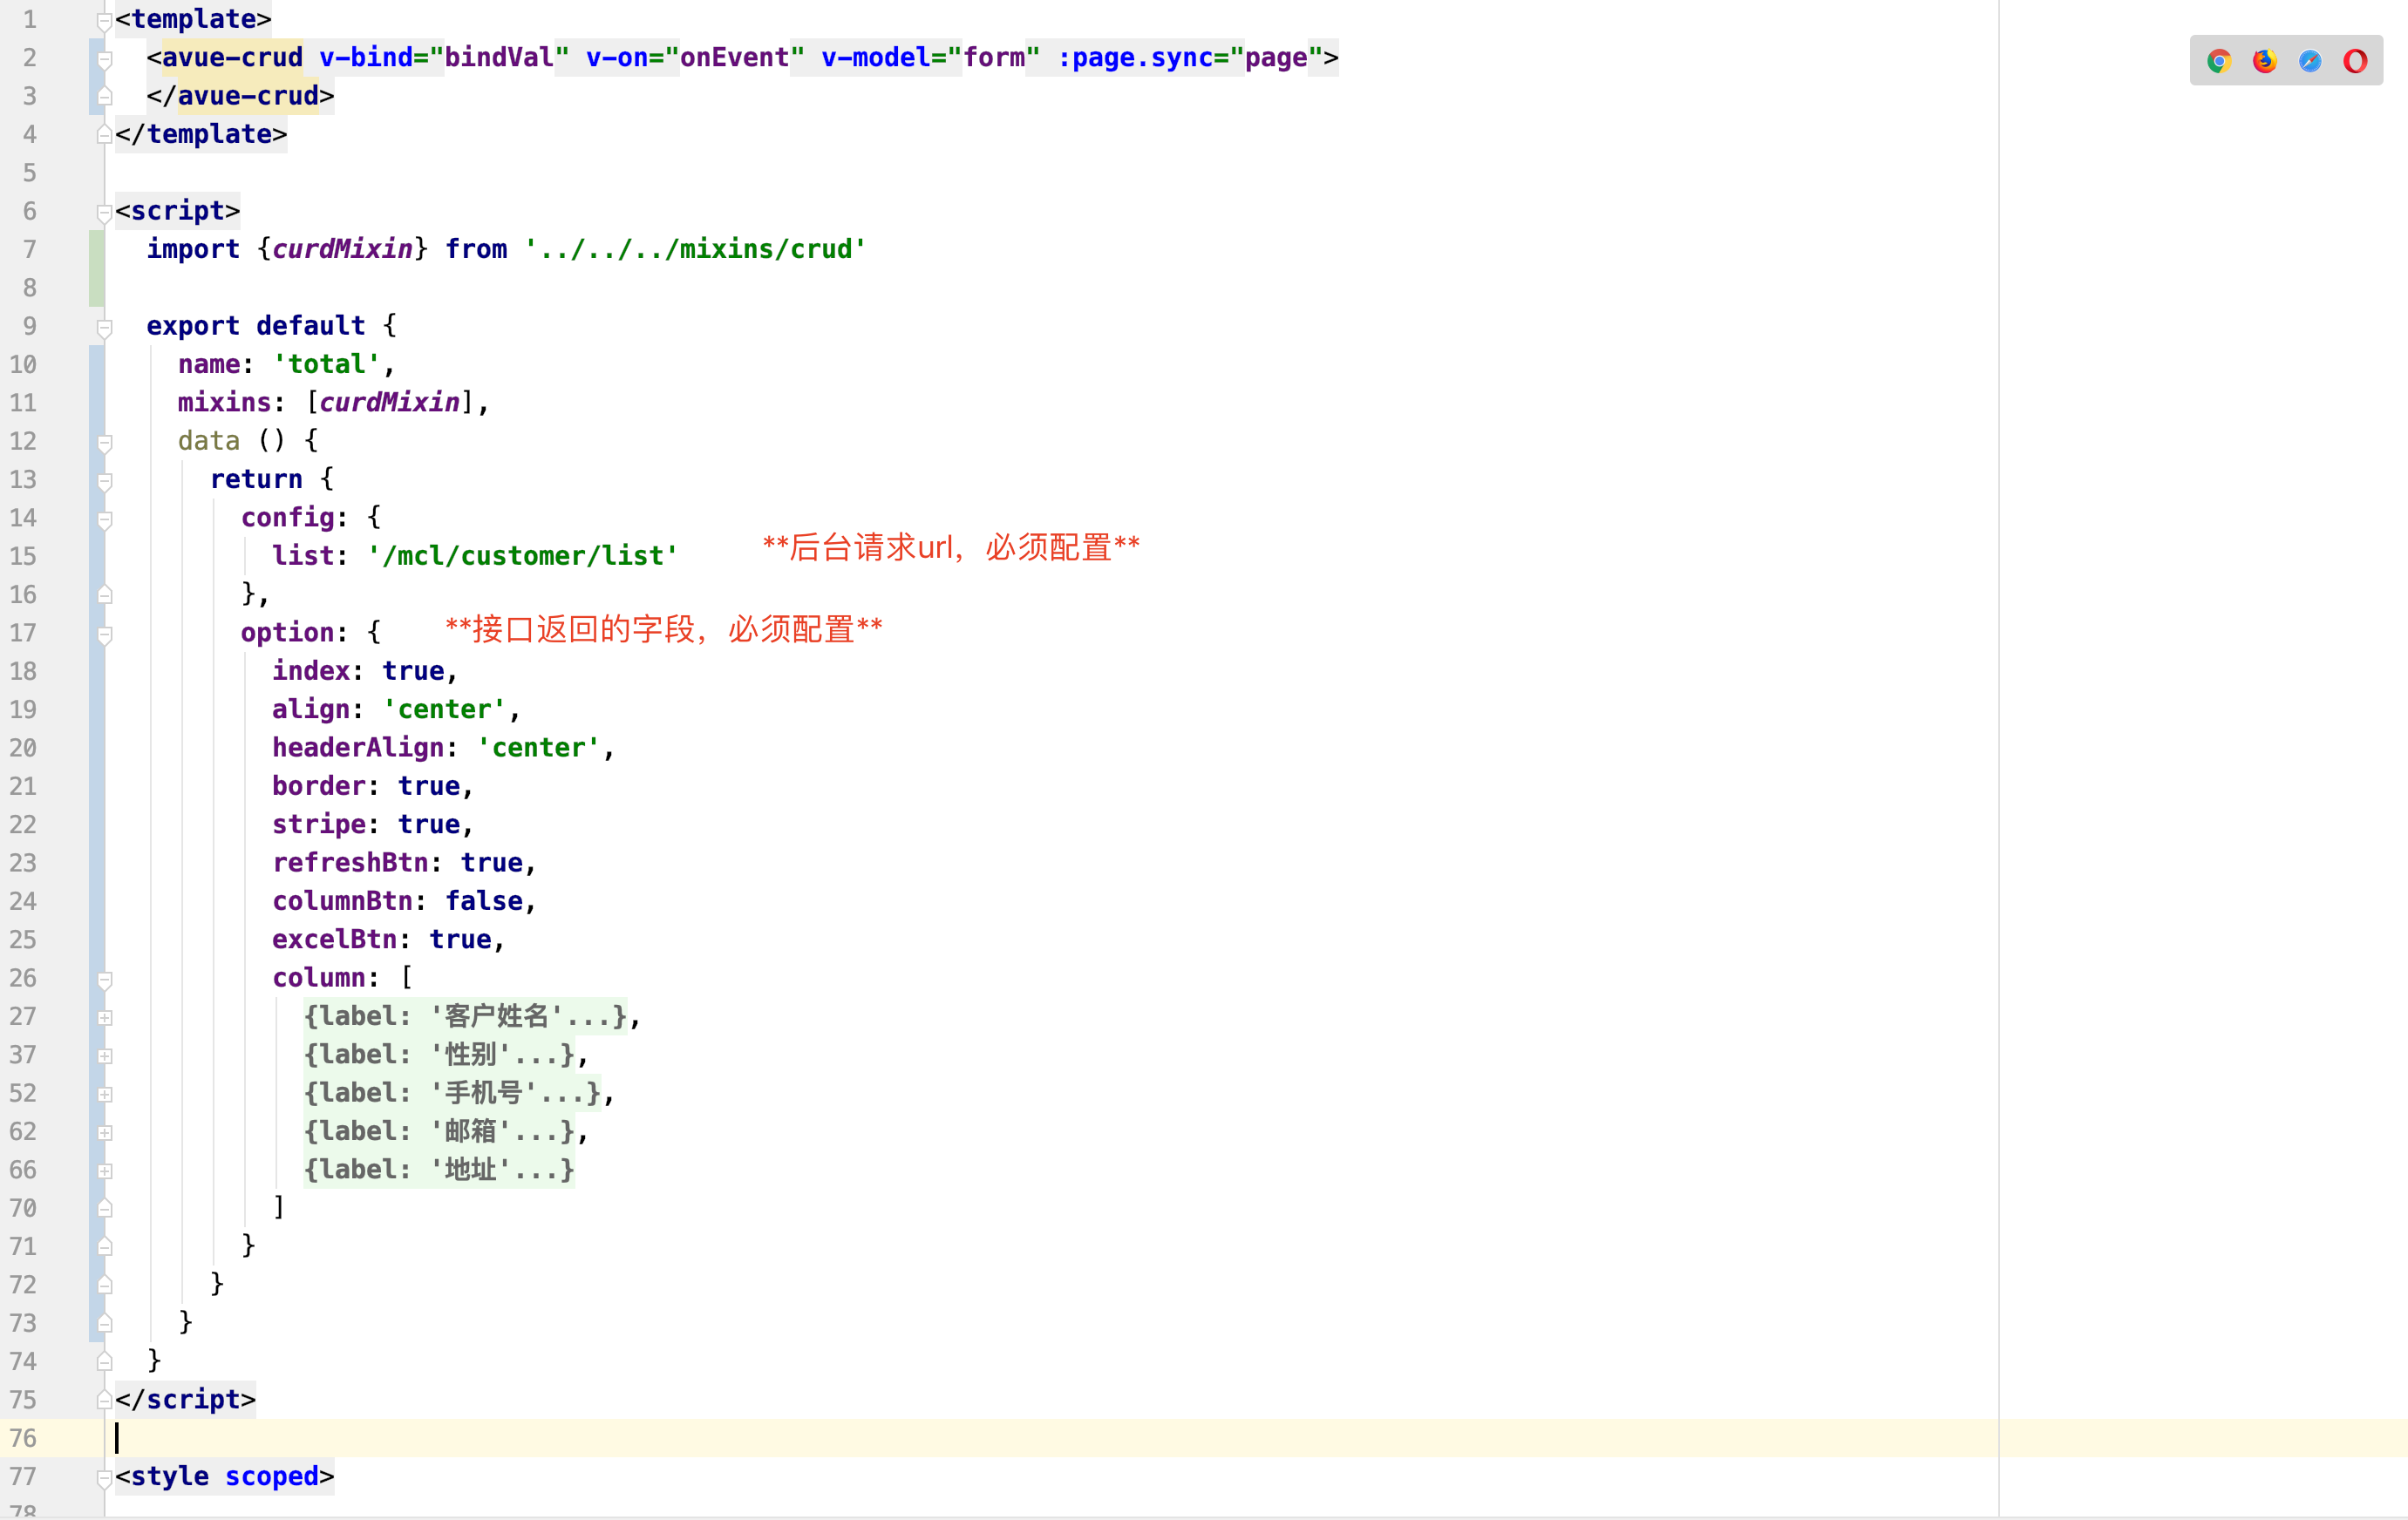 1 <template>
2   <avue-crud v-bind="bindVal" v-on="onEvent" v-model="form" :page.sync="page">
3   </avue-crud>
4 </template>
5
6 <script>
7   import {curdMixin} from '../../../mixins/crud'
8
9   export default {
10     name: 'total',
11     mixins: [curdMixin],
12     data () {
13       return {
14         config: {
15           list: '/mcl/customer/list'     **后台请求url，必须配置**
16         },
17         option: {    **接口返回的字段，必须配置**
18           index: true,
19           align: 'center',
20           headerAlign: 'center',
21           border: true,
22           stripe: true,
23           refreshBtn: true,
24           columnBtn: false,
25           excelBtn: true,
26           column: [
27             {label: '客户姓名'...},
37             {label: '性别'...},
52             {label: '手机号'...},
62             {label: '邮箱'...},
66             {label: '地址'...}
70           ]
71         }
72       }
73     }
74   }
75 </script>
76
77 <style scoped>
78